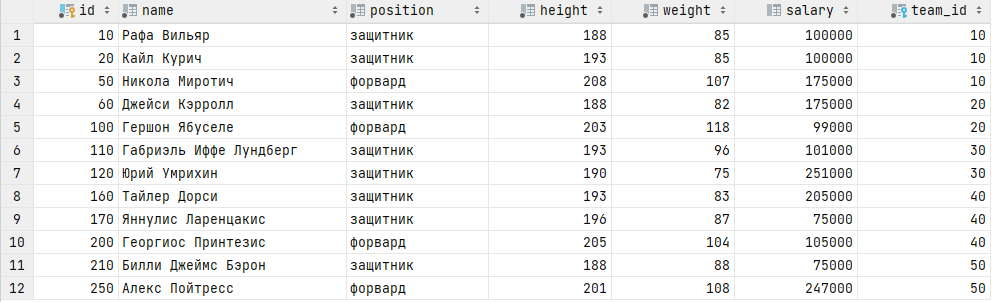 id name position height weight salary team_id
1 10 Рафа Вильяр защитник 188 85 100000 10
2 20 Кайл Курич защитник 193 85 100000 10
3 50 Никола Миротич форвард 208 107 175000 10
4 60 Джейси Кэрролл защитник 188 82 175000 20
5 100 Гершон Ябуселе форвард 203 118 99000 20
6 110 Габриэль Иффе Лундберг защитник 193 96 101000 30
7 120 Юрий Умрихин защитник 190 75 251000 30
8 160 Тайлер Дорси защитник 193 83 205000 40
9 170 Яннулис Ларенцакис защитник 196 87 75000 40
10 200 Георгиос Принтезис форвард 205 104 105000 40
11 210 Билли Джеймс Бэрон защитник 188 88 75000 50
12 250 Алекс Пойтресс форвард 201 108 247000 50